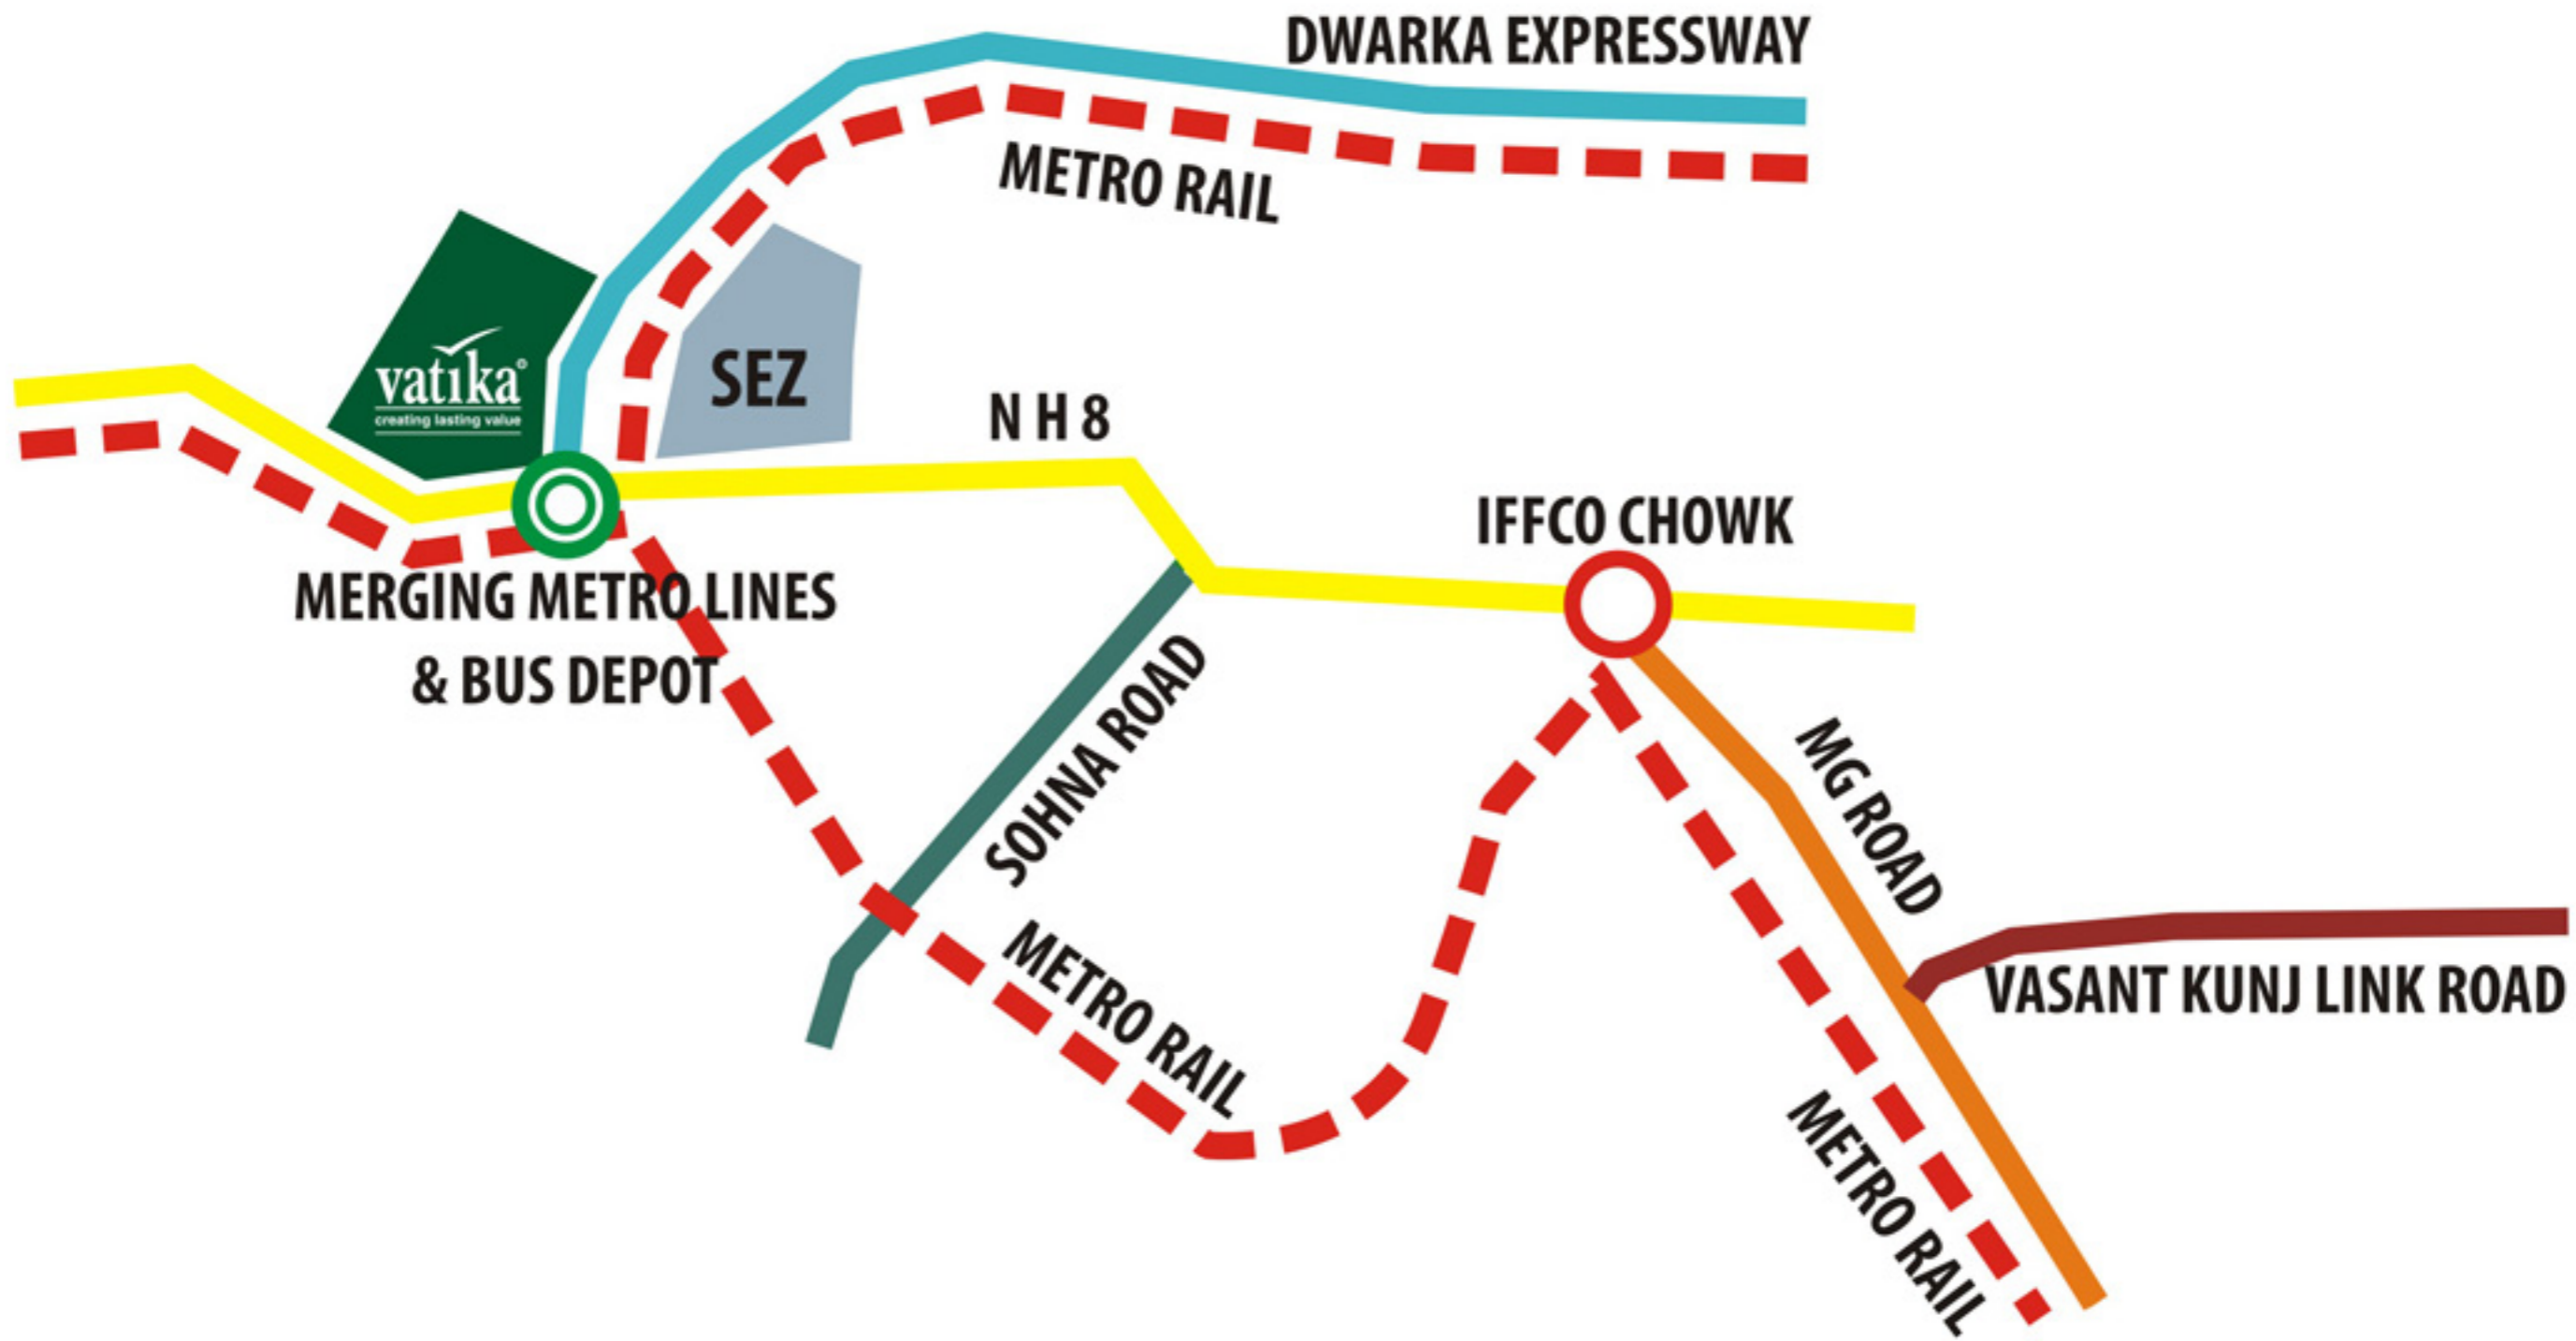 DWARKA EXPRESSWAY
METRO RAIL
vatika
creating lasting value
SEZ
N H 8
IFFCO CHOWK
MERGING METRO LINES
& BUS DEPOT
SOHNA ROAD
MG ROAD
METRO RAIL
VASANT KUNJ LINK ROAD
METRO RAIL